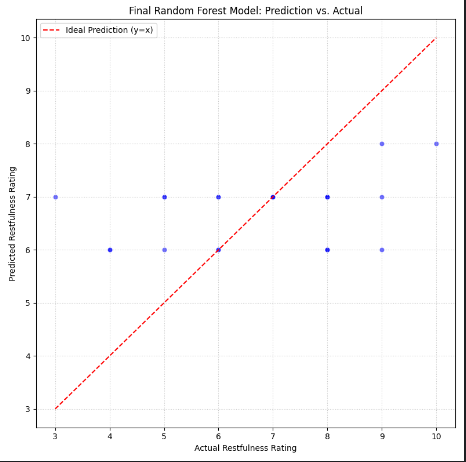 Final Random Forest Model: Prediction vs. Actual
Ideal Prediction (y=x)
10
9
8
7
6
5
4
3
Predicted Restfulness Rating
3 4 5 6 7 8 9 10
Actual Restfulness Rating